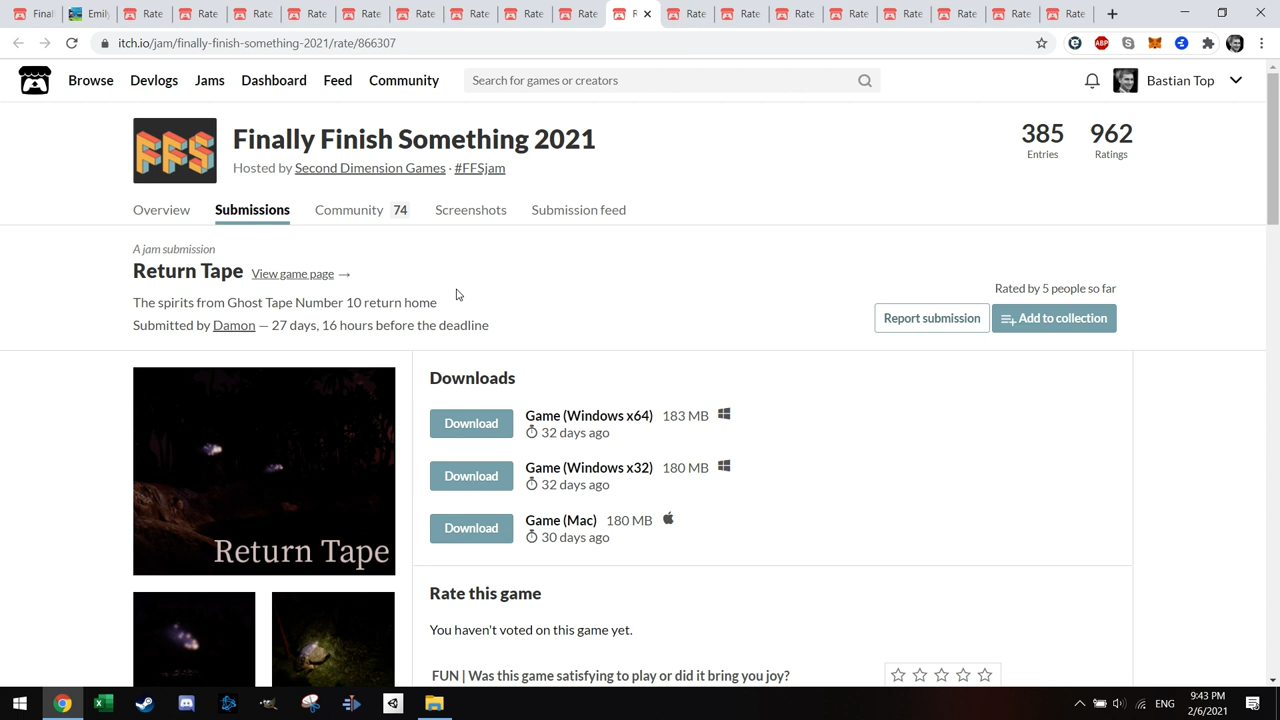 Final
Emily
Rate
Rate
Rate
Rate
Rate
Rate
Rate
Rate
Rate
R
Rate
Rate
Rate
Rate
Rate
Rate
Rate
Rate
itch.io/jam/finally-finish-something-2021/rate/866307
ABP
Browse Devlogs Jams Dashboard Feed Community Search for games or creators Bastian Top
FFS
Finally Finish Something 2021
Hosted by Second Dimension Games · #FFSjam
385 962
Entries Ratings
Overview Submissions Community 74 Screenshots Submission feed
A jam submission
Return Tape View game page →
The spirits from Ghost Tape Number 10 return home
Submitted by Damon — 27 days, 16 hours before the deadline
Rated by 5 people so far
Report submission Add to collection
Return Tape
Downloads
Download Game (Windows x64) 183 MB
32 days ago
Download Game (Windows x32) 180 MB
32 days ago
Download Game (Mac) 180 MB
30 days ago
Rate this game
You haven't voted on this game yet.
FUN | Was this game satisfying to play or did it bring you joy?
ENG
9:43 PM
2/6/2021